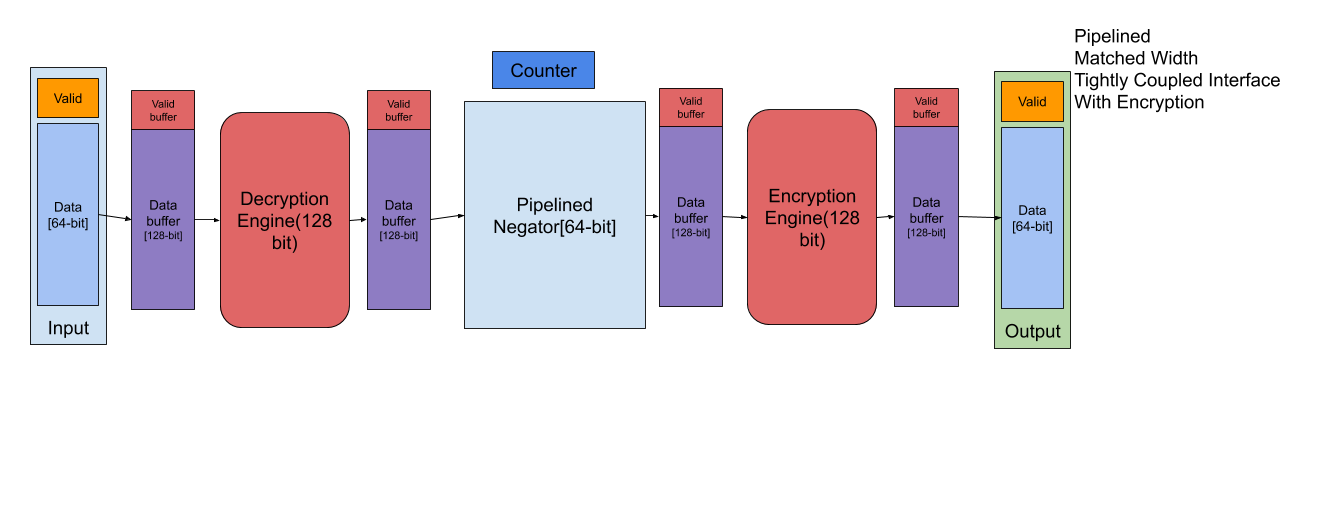 Pipelined
Matched Width
Tightly Coupled Interface
With Encryption
Counter
Valid
Data
[64-bit]
Input
Valid
buffer
Data
buffer
[128-bit]
Decryption
Engine(128
bit)
Valid
buffer
Data
buffer
[128-bit]
Pipelined
Negator[64-bit]
Valid
buffer
Data
buffer
[128-bit]
Encryption
Engine(128
bit)
Valid
buffer
Data
buffer
[128-bit]
Valid
Data
[64-bit]
Output